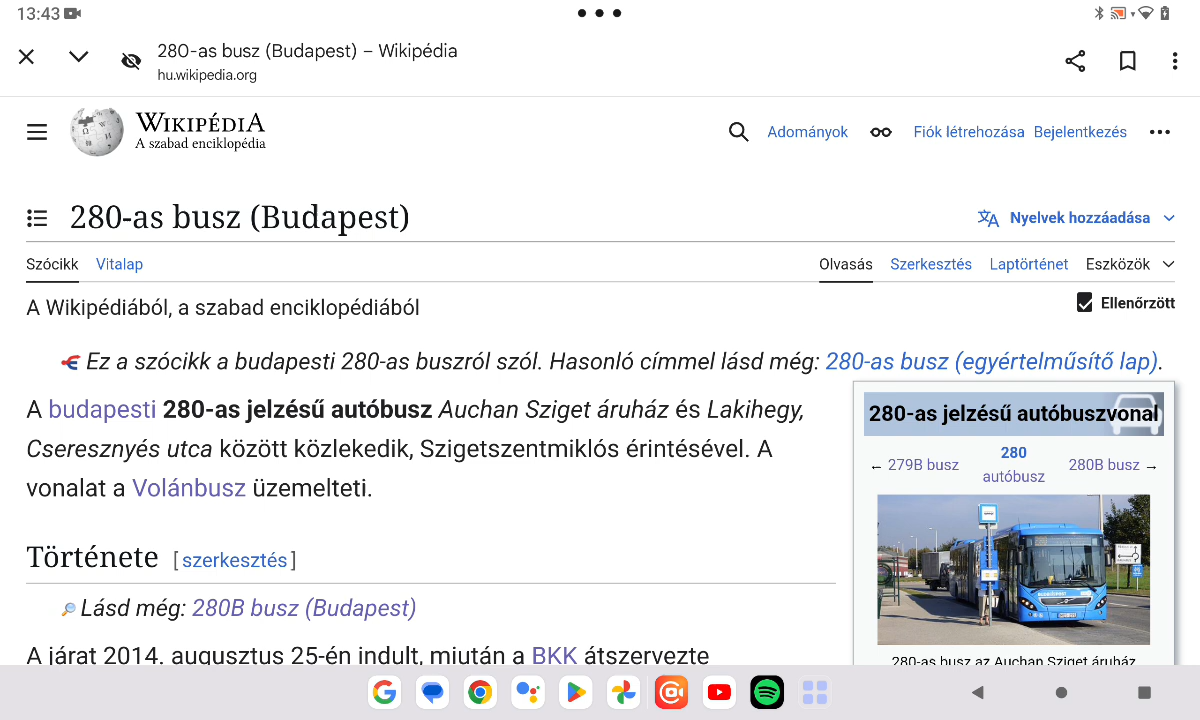 13:43
280-as busz (Budapest) – Wikipédia
hu.wikipedia.org
WIKIPÉDIA
A szabad enciklopédia
Adományok
Fiók létrehozása Bejelentkezés
280-as busz (Budapest)
Nyelvek hozzáadása
Szócikk Vitalap
Olvasás Szerkesztés Laptörténet Eszközök
A Wikipédiából, a szabad enciklopédiából
Ellenőrzött
Ez a szócikk a budapesti 280-as buszról szól. Hasonló címmel lásd még: 280-as busz (egyértelműsítő lap).
A budapesti 280-as jelzésű autóbusz Auchan Sziget áruház és Lakihegy,
Cseresznyés utca között közlekedik, Szigetszentmiklós érintésével. A
vonalat a Volánbusz üzemelteti.
280-as jelzésű autóbuszvonal
← 279B busz
280
autóbusz
280B busz →
Története [szerkesztés]
Lásd még: 280B busz (Budapest)
A járat 2014. augusztus 25-én indult, miután a BKK átszervezte
280-as busz az Auchan Sziget áruház